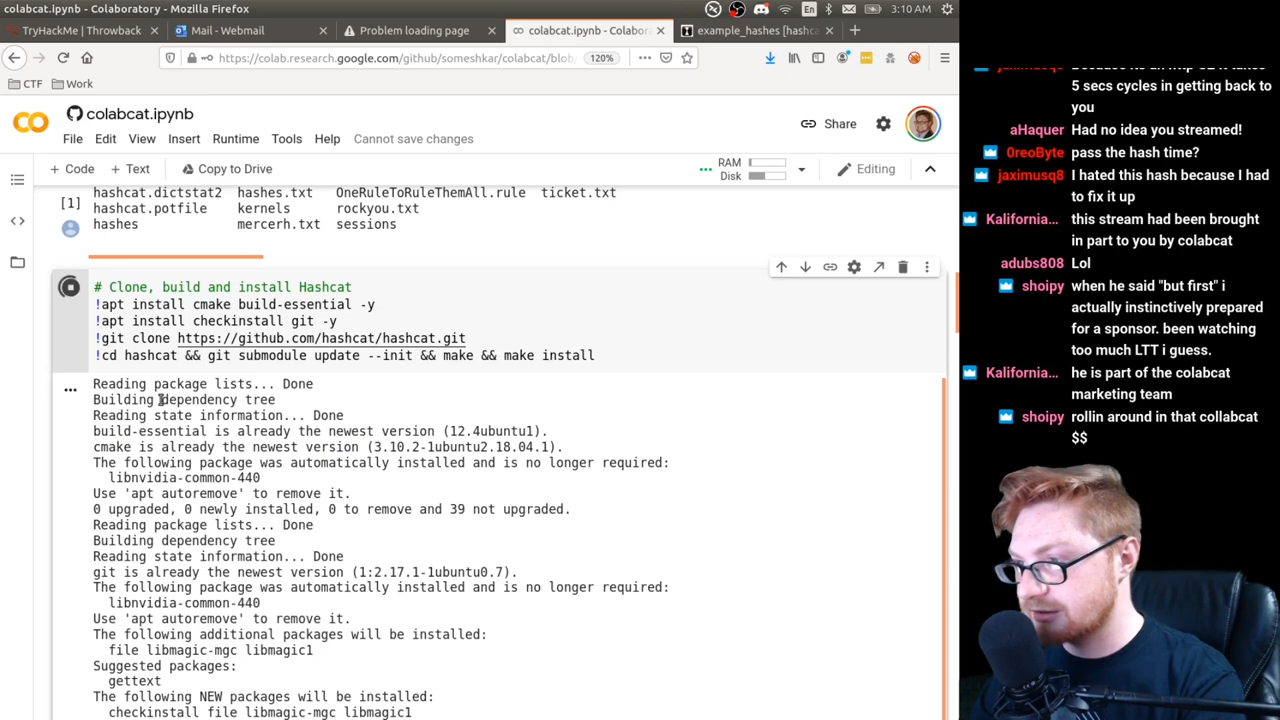 colabcat.ipynb - Colaboratory - Mozilla Firefox
En
3:10 AM
TryHackMe | Throwback
Mail - Webmail
Problem loading page
colabcat.ipynb - Colabor
example_hashes [hashca
https://colab.research.google.com/github/someshkar/colabcat/blob/
120%
CTF
Work
colabcat.ipynb
File Edit View Insert Runtime Tools Help Cannot save changes
Share
+ Code + Text Copy to Drive
RAM
Disk
Editing
hashcat.dictstat2 hashes.txt OneRuleToRuleThemAll.rule ticket.txt
[1] hashcat.potfile kernels rockyou.txt
hashes mercerh.txt sessions
# Clone, build and install Hashcat
!apt install cmake build-essential -y
!apt install checkinstall git -y
!git clone https://github.com/hashcat/hashcat.git
!cd hashcat && git submodule update --init && make && make install
Reading package lists... Done
Building dependency tree
Reading state information... Done
build-essential is already the newest version (12.4ubuntu1).
cmake is already the newest version (3.10.2-1ubuntu2.18.04.1).
The following package was automatically installed and is no longer required:
libnvidia-common-440
Use 'apt autoremove' to remove it.
0 upgraded, 0 newly installed, 0 to remove and 39 not upgraded.
Reading package lists... Done
Building dependency tree
Reading state information... Done
git is already the newest version (1:2.17.1-1ubuntu0.7).
The following package was automatically installed and is no longer required:
libnvidia-common-440
Use 'apt autoremove' to remove it.
The following additional packages will be installed:
file libmagic-mgc libmagic1
Suggested packages:
gettext
The following NEW packages will be installed:
checkinstall file libmagic-mgc libmagic1
5 secs cycles in getting back to
you
aHaquer Had no idea you streamed!
0reoByte pass the hash time?
jaximusq8 I hated this hash because I had
to fix it up
Kalifornia... this stream had been brought
in part to you by colabcat
adubs808 Lol
shoipy when he said "but first" i
actually instinctively prepared
for a sponsor. been watching
too much LTT i guess.
Kalifornia... he is part of the colabcat
marketing team
shoipy rollin around in that collabcat
$$